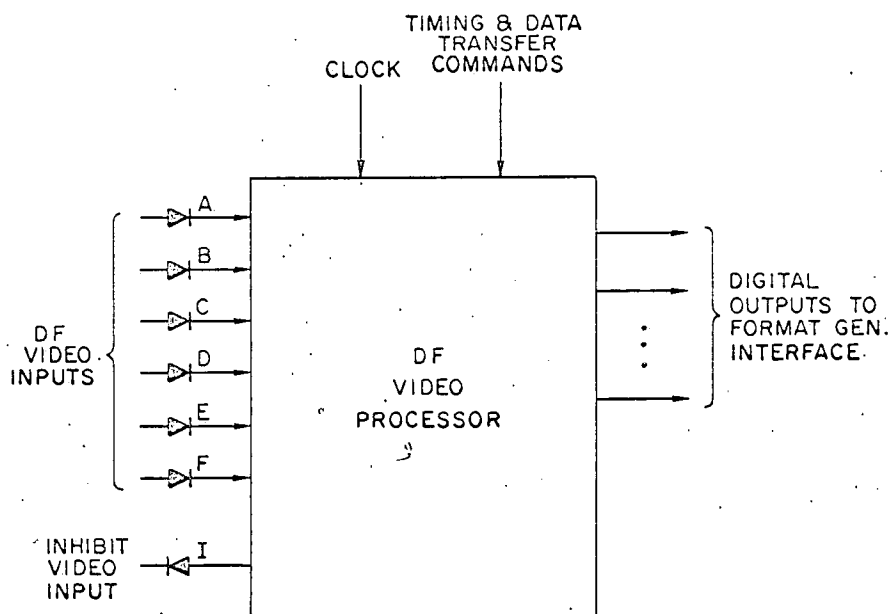 TIMING & DATA
TRANSFER
COMMANDS
CLOCK
A
B
C
D
E
F
DF
VIDEO
INPUTS
DF
VIDEO
PROCESSOR
DIGITAL
OUTPUTS TO
FORMAT GEN.
INTERFACE
I
INHIBIT
VIDEO
INPUT